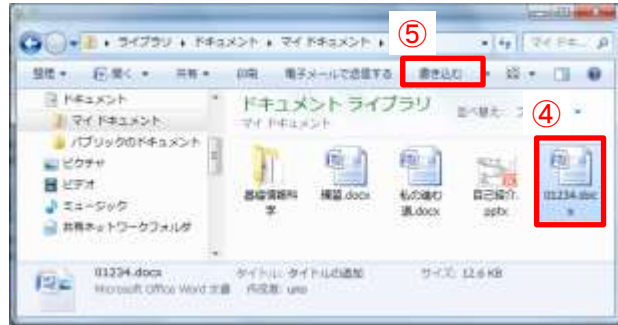 ライブラリ ▸ ドキュメント ▸ マイ ドキュメント ▸
⑤
整理 開く 共有 印刷 電子メールで送信する 書き込む
ドキュメント
マイ ドキュメント
パブリックのドキュメント
ピクチャ
ビデオ
ミュージック
共有ネットワークフォルダ
ドキュメント ライブラリ
マイ ドキュメント
並べ替え:
④
基礎情報科
学
練習.docx
私の進む
道.docx
自己紹介.
pptx
01234.doc
x
01234.docx
タイトル: タイトルの追加
サイズ: 12.6 KB
Microsoft Office Word 文書
作成者: uno